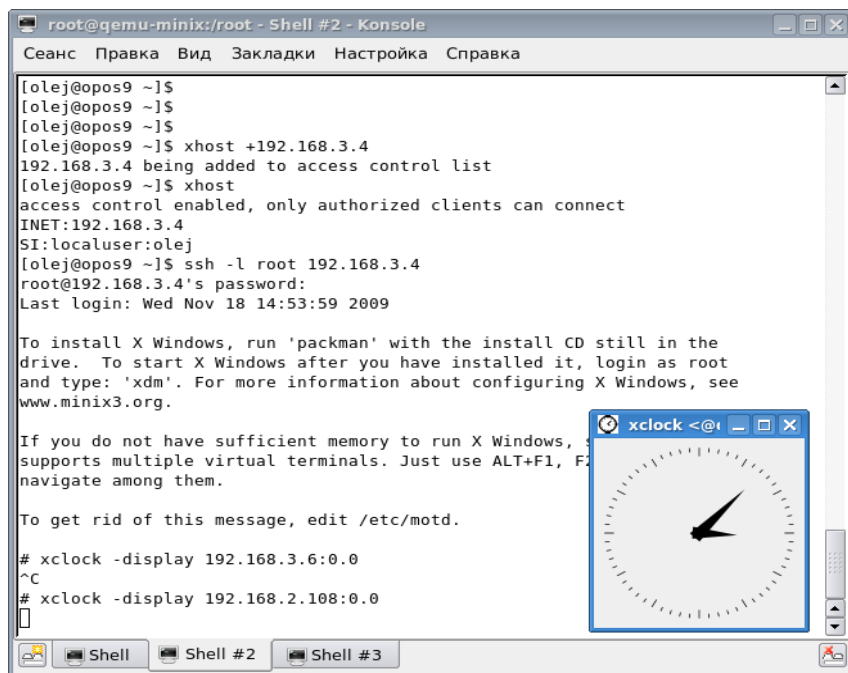 root@qemu-minix:/root - Shell #2 - Konsole
Сеанс Правка Вид Закладки Настройка Справка
[olej@opos9 ~]$
[olej@opos9 ~]$
[olej@opos9 ~]$
[olej@opos9 ~]$ xhost +192.168.3.4
192.168.3.4 being added to access control list
[olej@opos9 ~]$ xhost
access control enabled, only authorized clients can connect
INET:192.168.3.4
SI:localuser:olej
[olej@opos9 ~]$ ssh -l root 192.168.3.4
root@192.168.3.4's password:
Last login: Wed Nov 18 14:53:59 2009
To install X Windows, run 'packman' with the install CD still in the
drive.  To start X Windows after you have installed it, login as root
and type: 'xdm'. For more information about configuring X Windows, see
www.minix3.org.
If you do not have sufficient memory to run X Windows,
supports multiple virtual terminals. Just use ALT+F1,
navigate among them.
To get rid of this message, edit /etc/motd.
# xclock -display 192.168.3.6:0.0
^C
# xclock -display 192.168.2.108:0.0
xclock <@
Shell
Shell #2
Shell #3